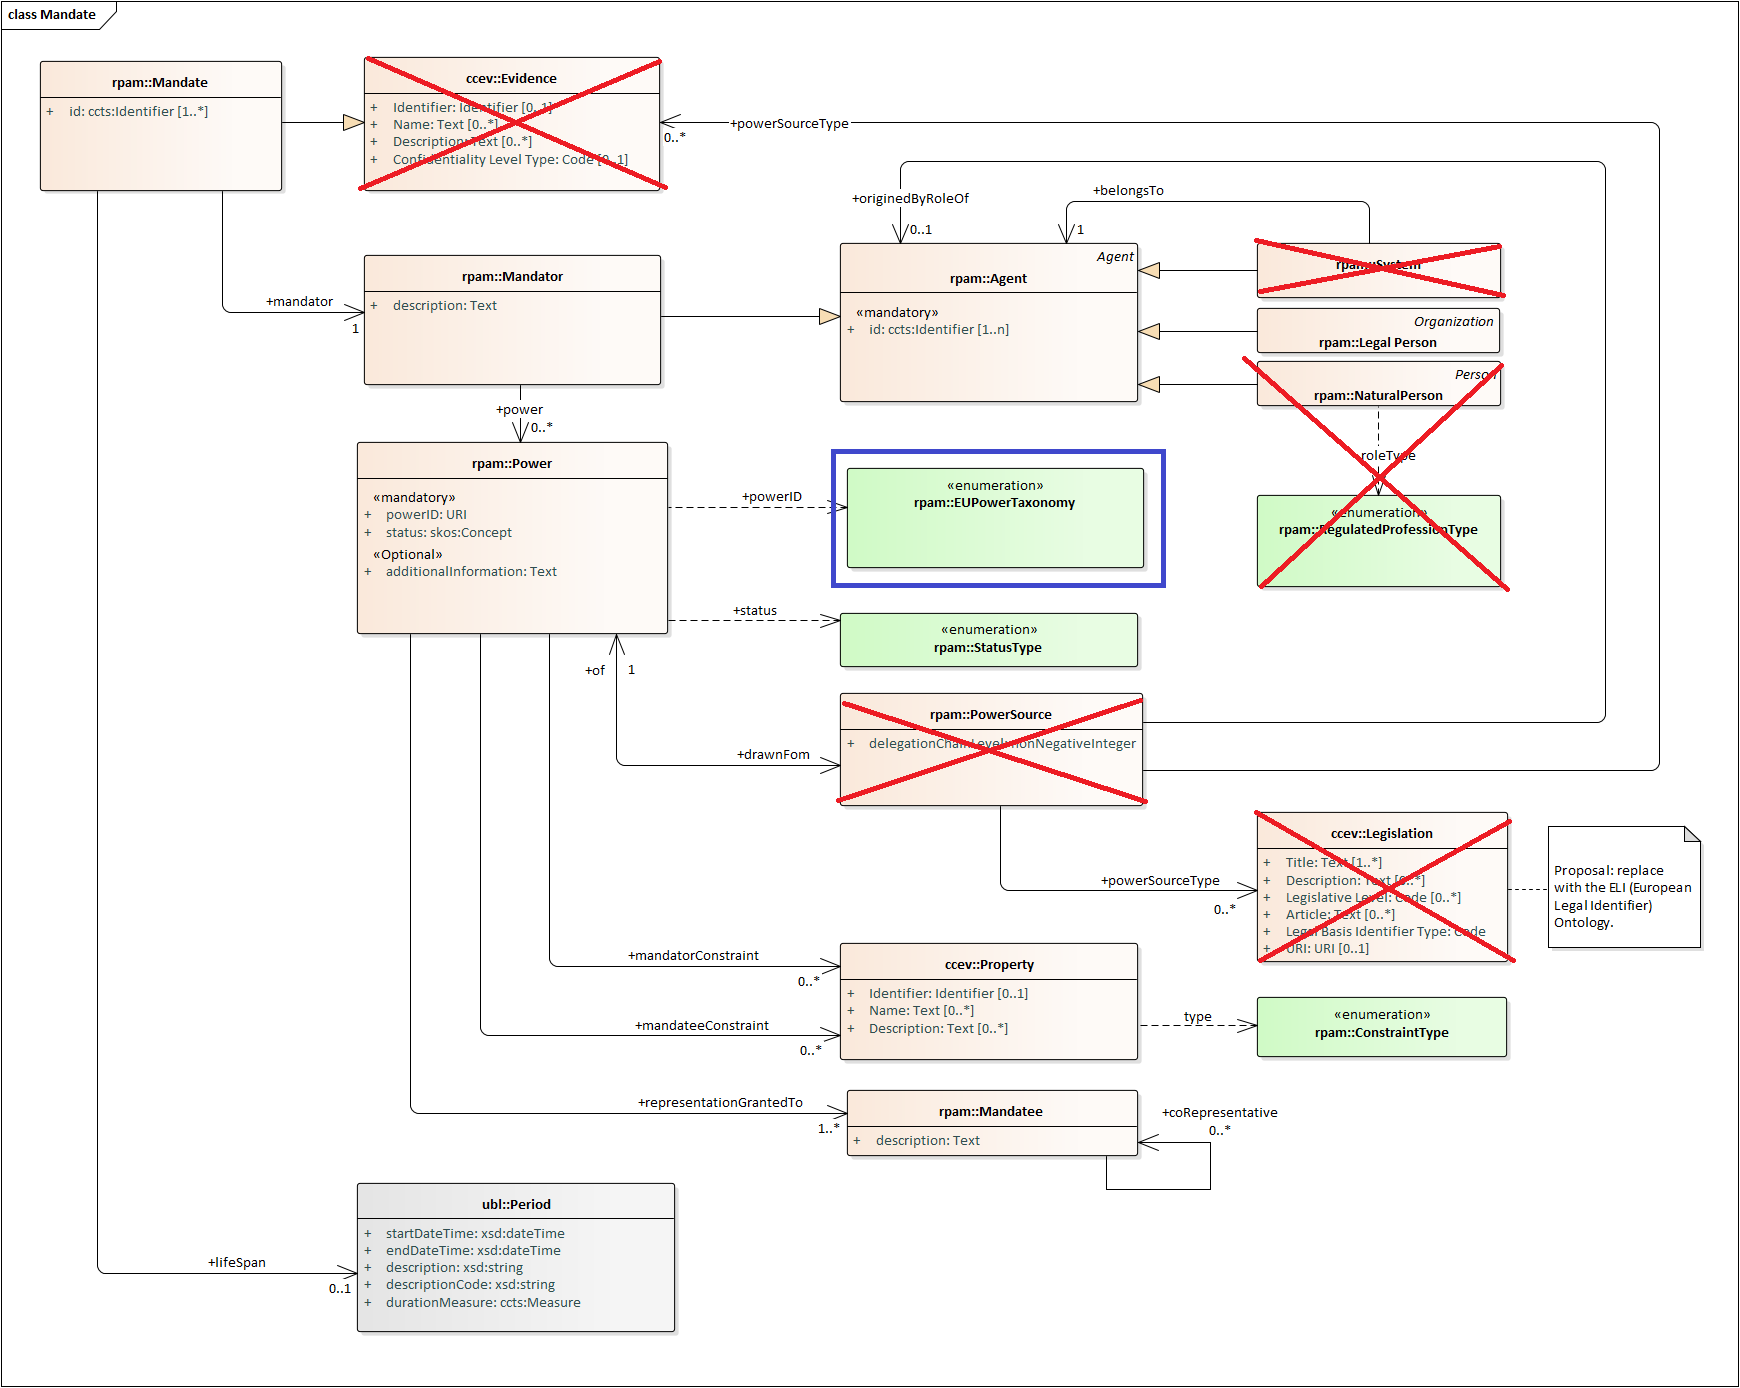 class Mandate
rpam::Mandate
+ id: ccts:Identifier [1..*]
ccev::Evidence
+ Identifier: Identifier [0..1]
+ Name: Text [0..*]
+ Description: Text [0..*]
+ Confidentiality Level Type: Code [0..1]
+powerSourceType
0..*
+originedByRoleOf
0..1
+belongsTo
1
rpam::Mandator
+ description: Text
+mandator
1
Agent
rpam::Agent
«mandatory»
+ id: ccts:Identifier [1..n]
rpam::System
Organization
rpam::Legal Person
Person
rpam::NaturalPerson
roleType
«enumeration»
rpam::RegulatedProfessionType
+power
0..*
rpam::Power
«mandatory»
+ powerID: URI
+ status: skos:Concept
«Optional»
+ additionalInformation: Text
+powerID
«enumeration»
rpam::EUPowerTaxonomy
+status
«enumeration»
rpam::StatusType
+of
1
+drawnFom
rpam::PowerSource
+ delegationChainLevel: nonNegativeInteger
+powerSourceType
0..*
ccev::Legislation
+ Title: Text [1..*]
+ Description: Text [0..*]
+ Legislative Level: Code [0..*]
+ Article: Text [0..*]
+ Legal Basis Identifier Type: Code
+ URI: URI [0..1]
Proposal: replace
with the ELI (European
Legal Identifier)
Ontology.
+mandatorConstraint
0..*
+mandateeConstraint
0..*
ccev::Property
+ Identifier: Identifier [0..1]
+ Name: Text [0..*]
+ Description: Text [0..*]
type
«enumeration»
rpam::ConstraintType
+representationGrantedTo
1..*
rpam::Mandatee
+ description: Text
+coRepresentative
0..*
+lifeSpan
0..1
ubl::Period
+ startDateTime: xsd:dateTime
+ endDateTime: xsd:dateTime
+ description: xsd:string
+ descriptionCode: xsd:string
+ durationMeasure: ccts:Measure